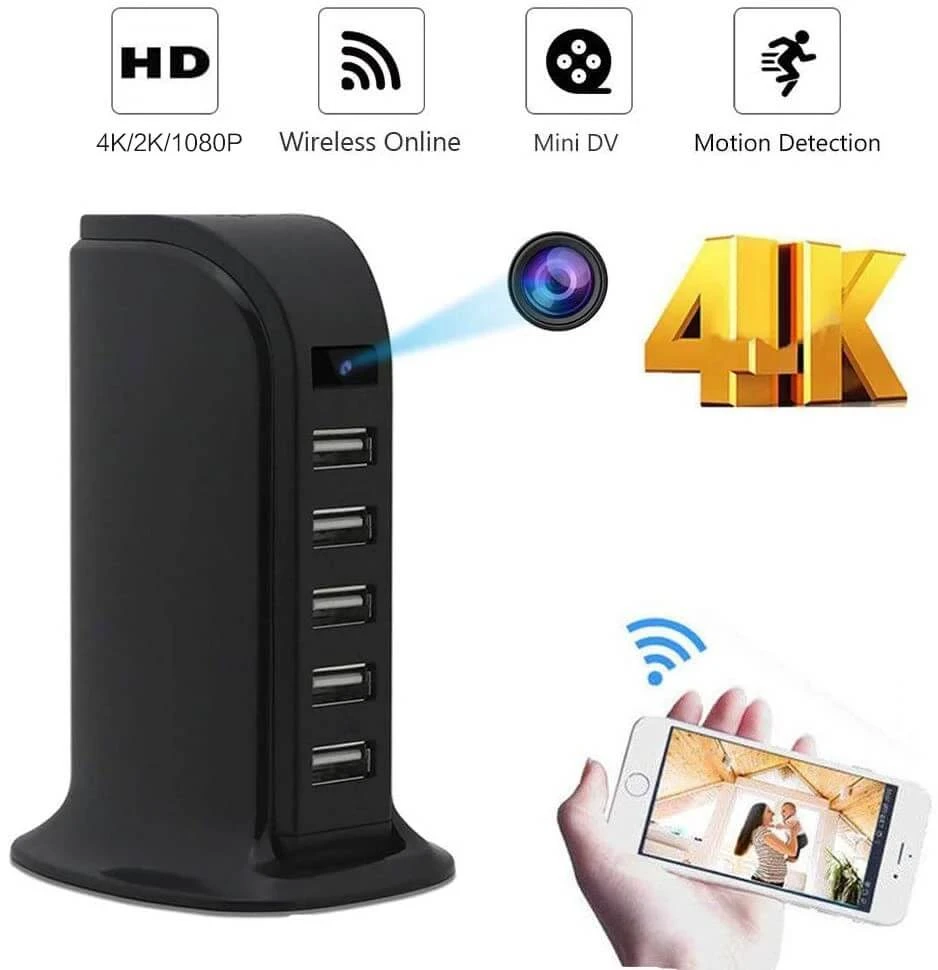 HD
4K/2K/1080P
Wireless Online
Mini DV
Motion Detection
4K